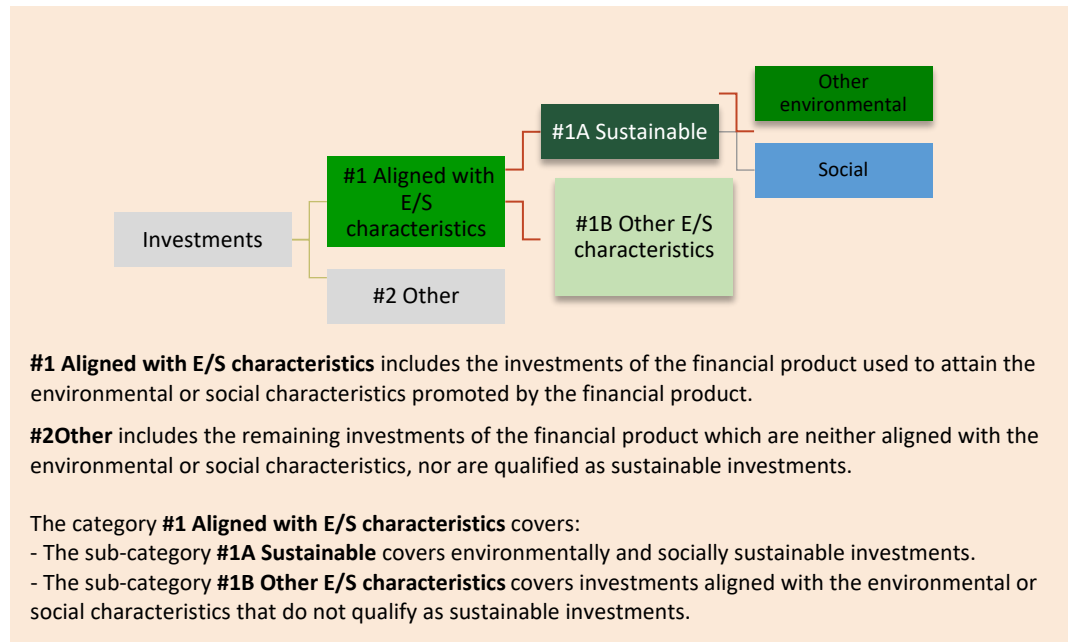 Other
environmental
#1A Sustainable
Social
#1 Aligned with
E/S
characteristics
#1B Other E/S
characteristics
Investments
#2 Other
#1 Aligned with E/S characteristics includes the investments of the financial product used to attain the
environmental or social characteristics promoted by the financial product.
#2Other includes the remaining investments of the financial product which are neither aligned with the
environmental or social characteristics, nor are qualified as sustainable investments.
The category #1 Aligned with E/S characteristics covers:
- The sub-category #1A Sustainable covers environmentally and socially sustainable investments.
- The sub-category #1B Other E/S characteristics covers investments aligned with the environmental or
social characteristics that do not qualify as sustainable investments.